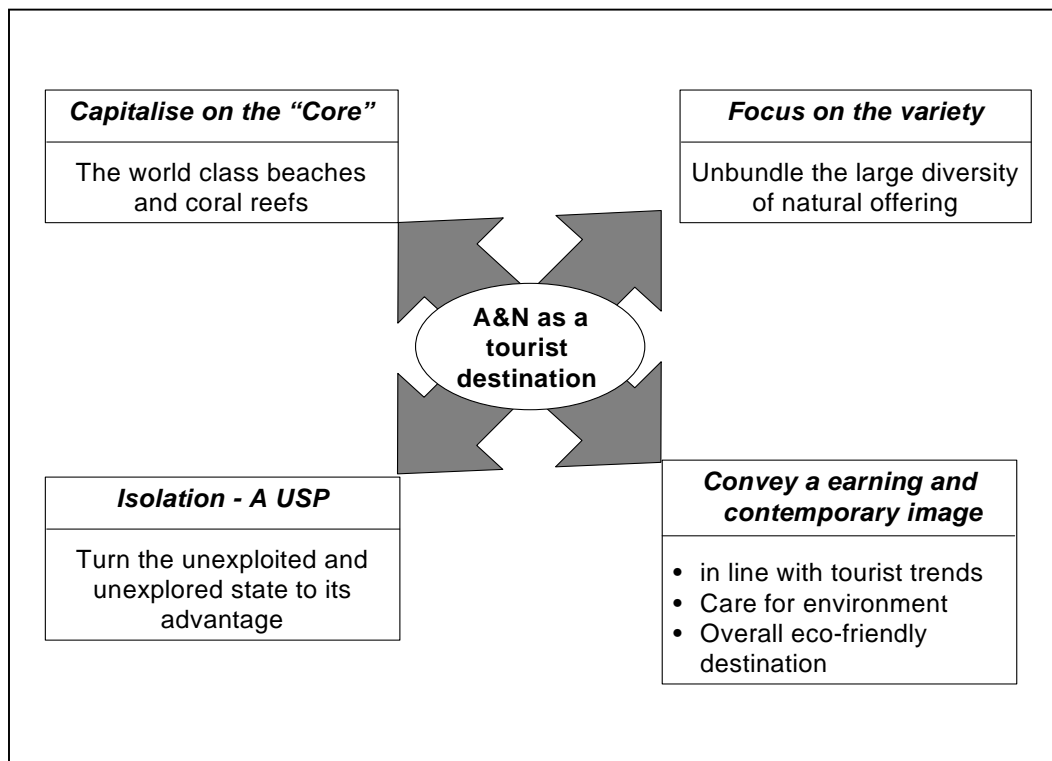 Capitalise on the “Core”
The world class beaches
and coral reefs
Focus on the variety
Unbundle the large diversity
of natural offering
A&N as a
tourist
destination
Isolation - A USP
Turn the unexploited and
unexplored state to its
advantage
Convey a earning and
contemporary image
• in line with tourist trends
• Care for environment
• Overall eco-friendly
destination